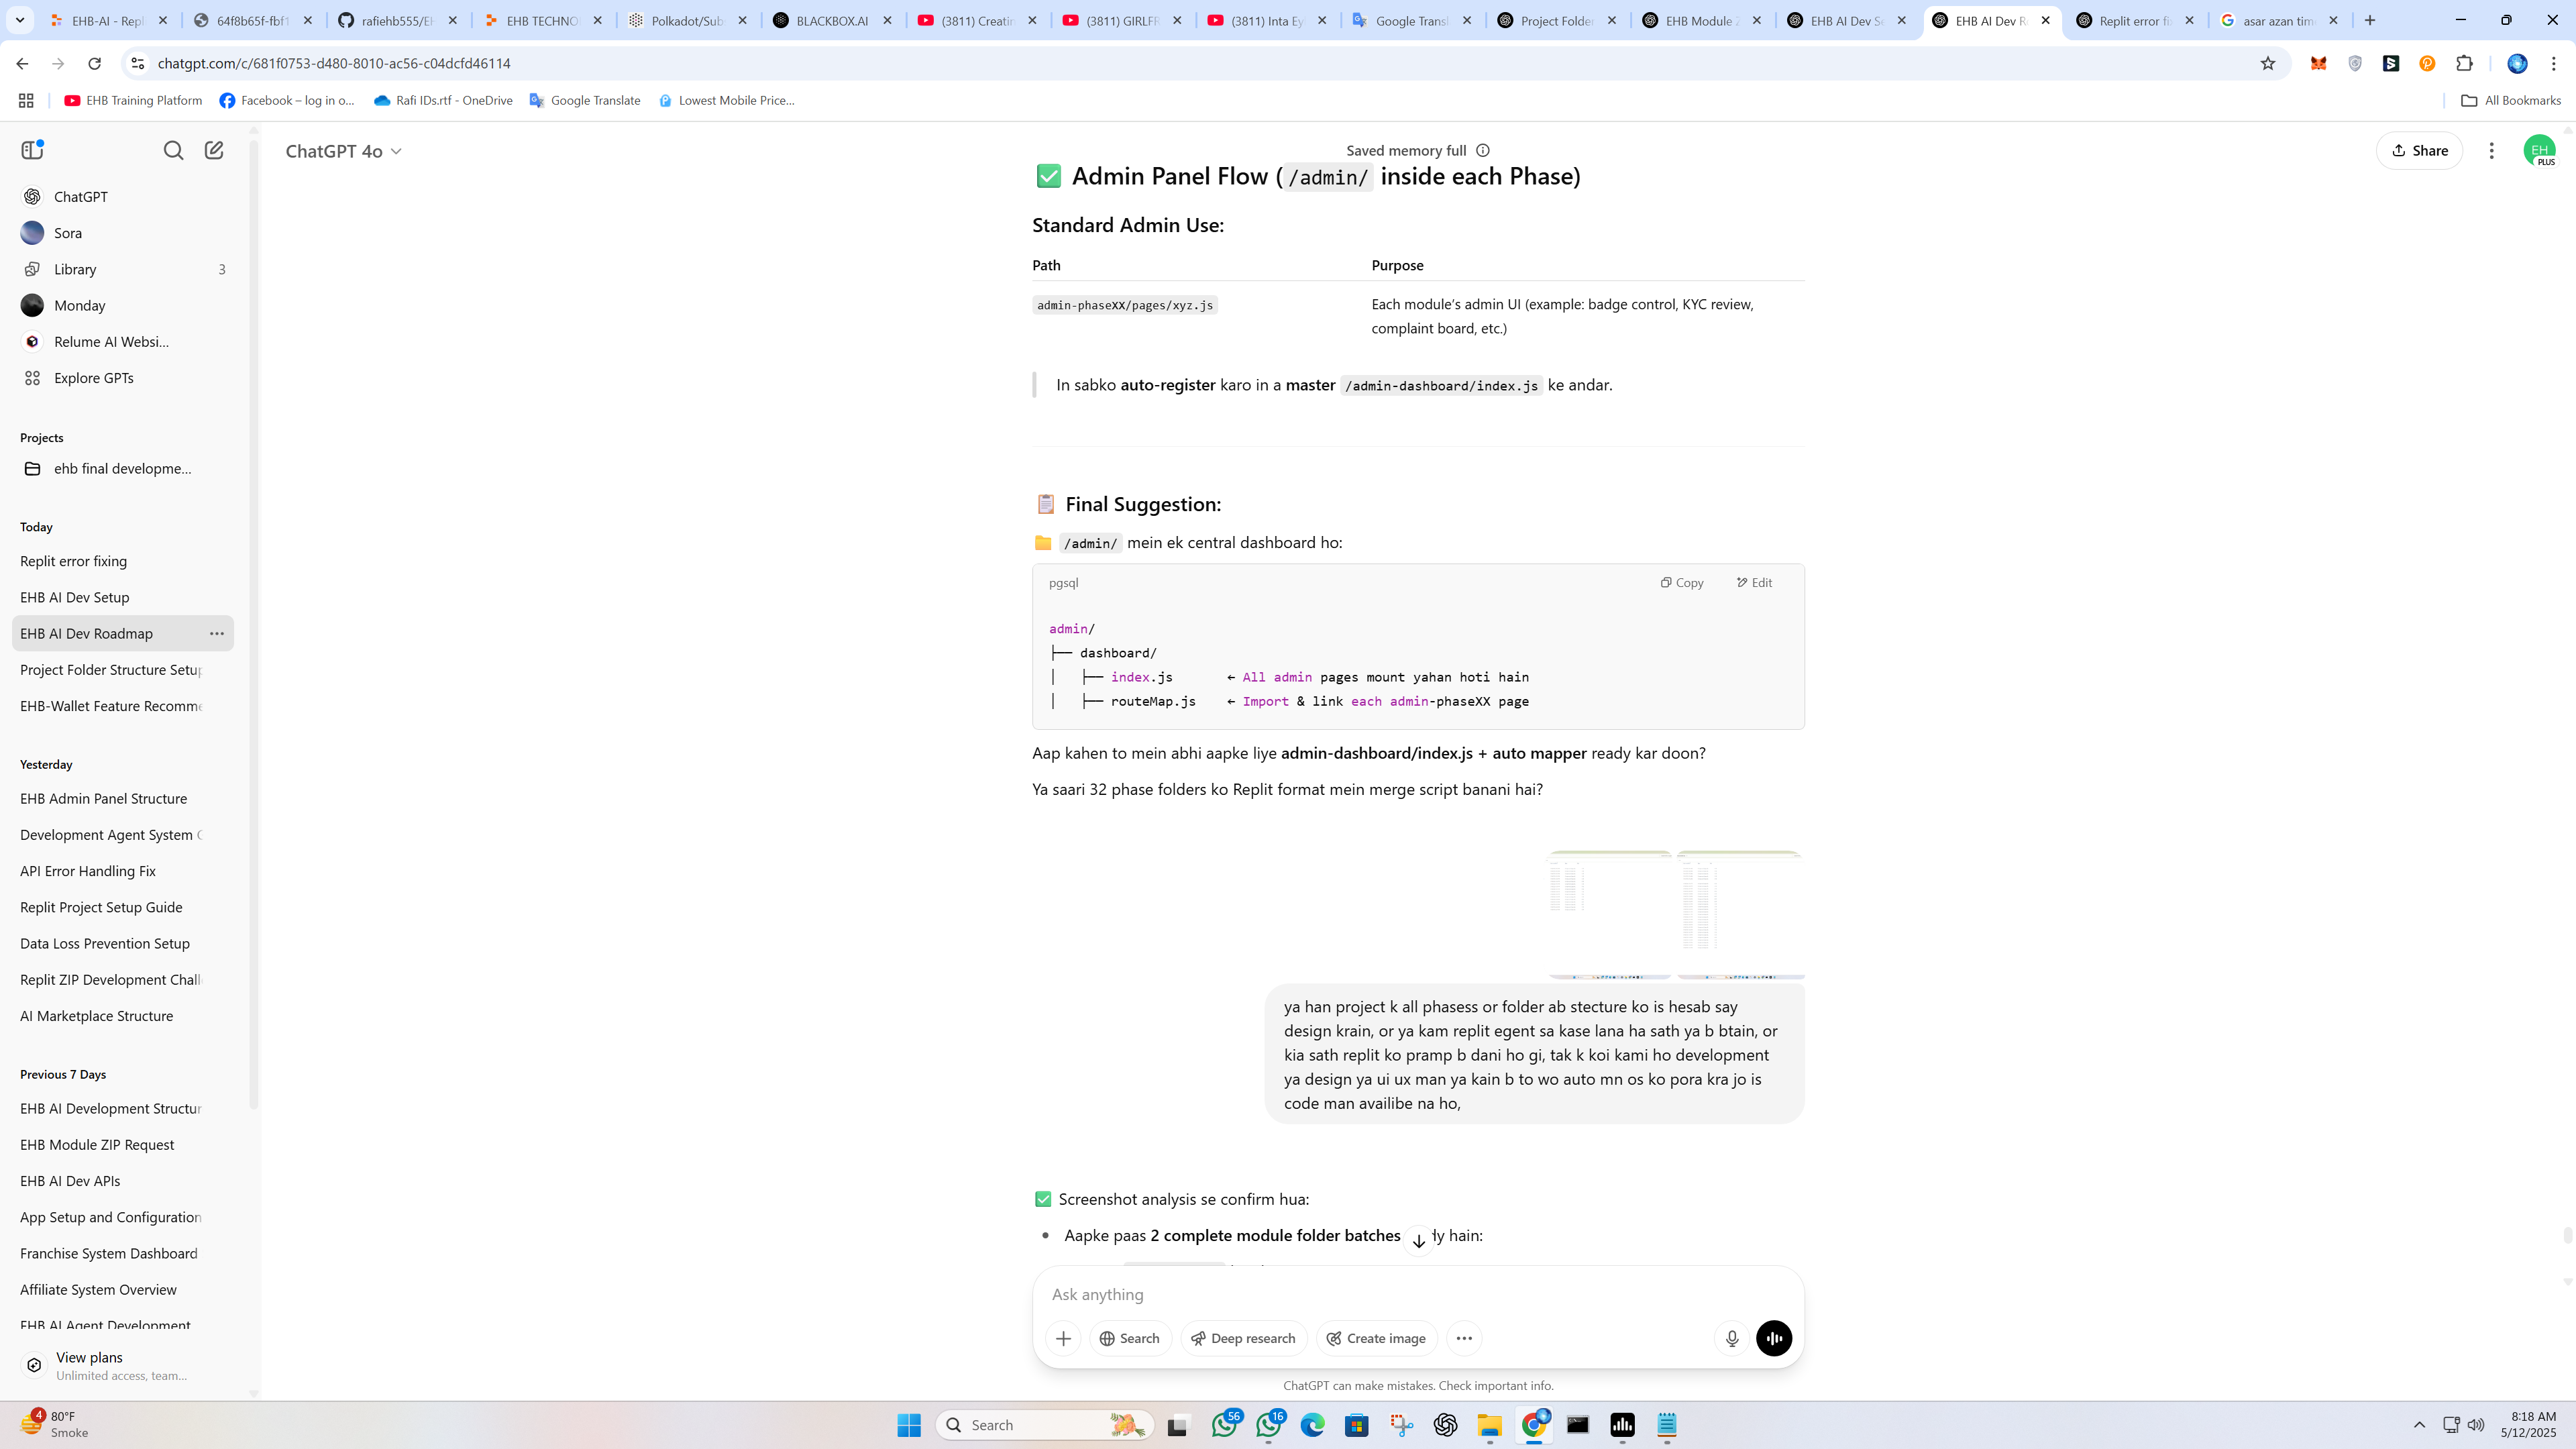 EHB-AI - Repl
64f8b65f-fbf1
rafiehb555/EH
EHB TECHNO
Polkadot/Sub
BLACKBOX.AI
(3811) Creatin
(3811) GIRLFR
(3811) Inta Ey
Google Transl
Project Folder
EHB Module Z
EHB AI Dev Se
EHB AI Dev Ro
Replit error fix
asar azan time
chatgpt.com/c/681f0753-d480-8010-ac56-c04dcfd46114
EHB Training Platform
Facebook – log in o...
Rafi IDs.rtf - OneDrive
Google Translate
Lowest Mobile Price...
All Bookmarks
ChatGPT
Sora
Library 3
Monday
Relume AI Websi...
Explore GPTs
Projects
ehb final developme...
Today
Replit error fixing
EHB AI Dev Setup
EHB AI Dev Roadmap
Project Folder Structure Setup
EHB-Wallet Feature Recomme
Yesterday
EHB Admin Panel Structure
Development Agent System
API Error Handling Fix
Replit Project Setup Guide
Data Loss Prevention Setup
Replit ZIP Development Chall
AI Marketplace Structure
Previous 7 Days
EHB AI Development Structur
EHB Module ZIP Request
EHB AI Dev APIs
App Setup and Configuration
Franchise System Dashboard
Affiliate System Overview
EHB AI Agent Development
View plans
Unlimited access, team...
ChatGPT 4o
Saved memory full
Share
EH
PLUS
✅ Admin Panel Flow (/admin/ inside each Phase)
Standard Admin Use:
Path Purpose
admin-phaseXX/pages/xyz.js Each module's admin UI (example: badge control, KYC review,
complaint board, etc.)
In sabko auto-register karo in a master /admin-dashboard/index.js ke andar.
📋 Final Suggestion:
📁 /admin/ mein ek central dashboard ho:
pgsql Copy Edit
admin/
├── dashboard/
│   ├── index.js       ← All admin pages mount yahan hoti hain
│   ├── routeMap.js    ← Import & link each admin-phaseXX page
Aap kahen to mein abhi aapke liye admin-dashboard/index.js + auto mapper ready kar doon?
Ya saari 32 phase folders ko Replit format mein merge script banani hai?
ya han project k all phasess or folder ab stecture ko is hesab say
design krain, or ya kam replit egent sa kase lana ha sath ya b btain, or
kia sath replit ko pramp b dani ho gi, tak k koi kami ho development
ya design ya ui ux man ya kain b to wo auto mn os ko pora kra jo is
code man availibe na ho,
✅ Screenshot analysis se confirm hua:
• Aapke paas 2 complete module folder batches dy hain:
Ask anything
Search
Deep research
Create image
ChatGPT can make mistakes. Check important info.
4
80°F
Smoke
Search
56
16
8:18 AM
5/12/2025